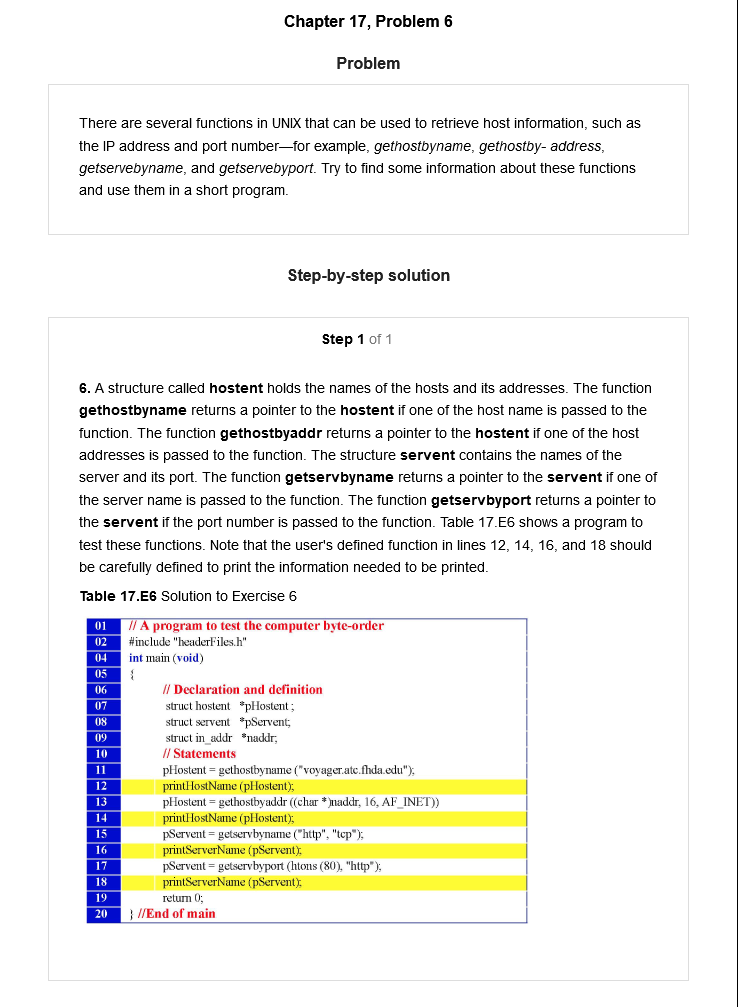 Chapter 17, Problem 6
Problem
There are several functions in UNIX that can be used to retrieve host information, such as
the IP address and port number—for example, gethostbyname, gethostby- address,
getservebyname, and getservebyport. Try to find some information about these functions
and use them in a short program.
Step-by-step solution
Step 1 of 1
6. A structure called hostent holds the names of the hosts and its addresses. The function
gethostbyname returns a pointer to the hostent if one of the host name is passed to the
function. The function gethostbyaddr returns a pointer to the hostent if one of the host
addresses is passed to the function. The structure servent contains the names of the
server and its port. The function getservbyname returns a pointer to the servent if one of
the server name is passed to the function. The function getservbyport returns a pointer to
the servent if the port number is passed to the function. Table 17.E6 shows a program to
test these functions. Note that the user's defined function in lines 12, 14, 16, and 18 should
be carefully defined to print the information needed to be printed.
Table 17.E6 Solution to Exercise 6
01 // A program to test the computer byte-order
02 #include "headerFiles.h"
04 int main (void)
05 {
06 // Declaration and definition
07 struct hostent *pHostent ;
08 struct servent *pServent;
09 struct in_addr *naddr;
10 // Statements
11 pHostent = gethostbyname ("voyager.atc.fhda.edu");
12 printHostName (pHostent);
13 pHostent = gethostbyaddr ((char *)naddr, 16, AF_INET))
14 printHostName (pHostent);
15 pServent = getservbyname ("http", "tcp");
16 printServerName (pServent);
17 pServent = getservbyport (htons (80), "http");
18 printServerName (pServent);
19 return 0;
20 } //End of main